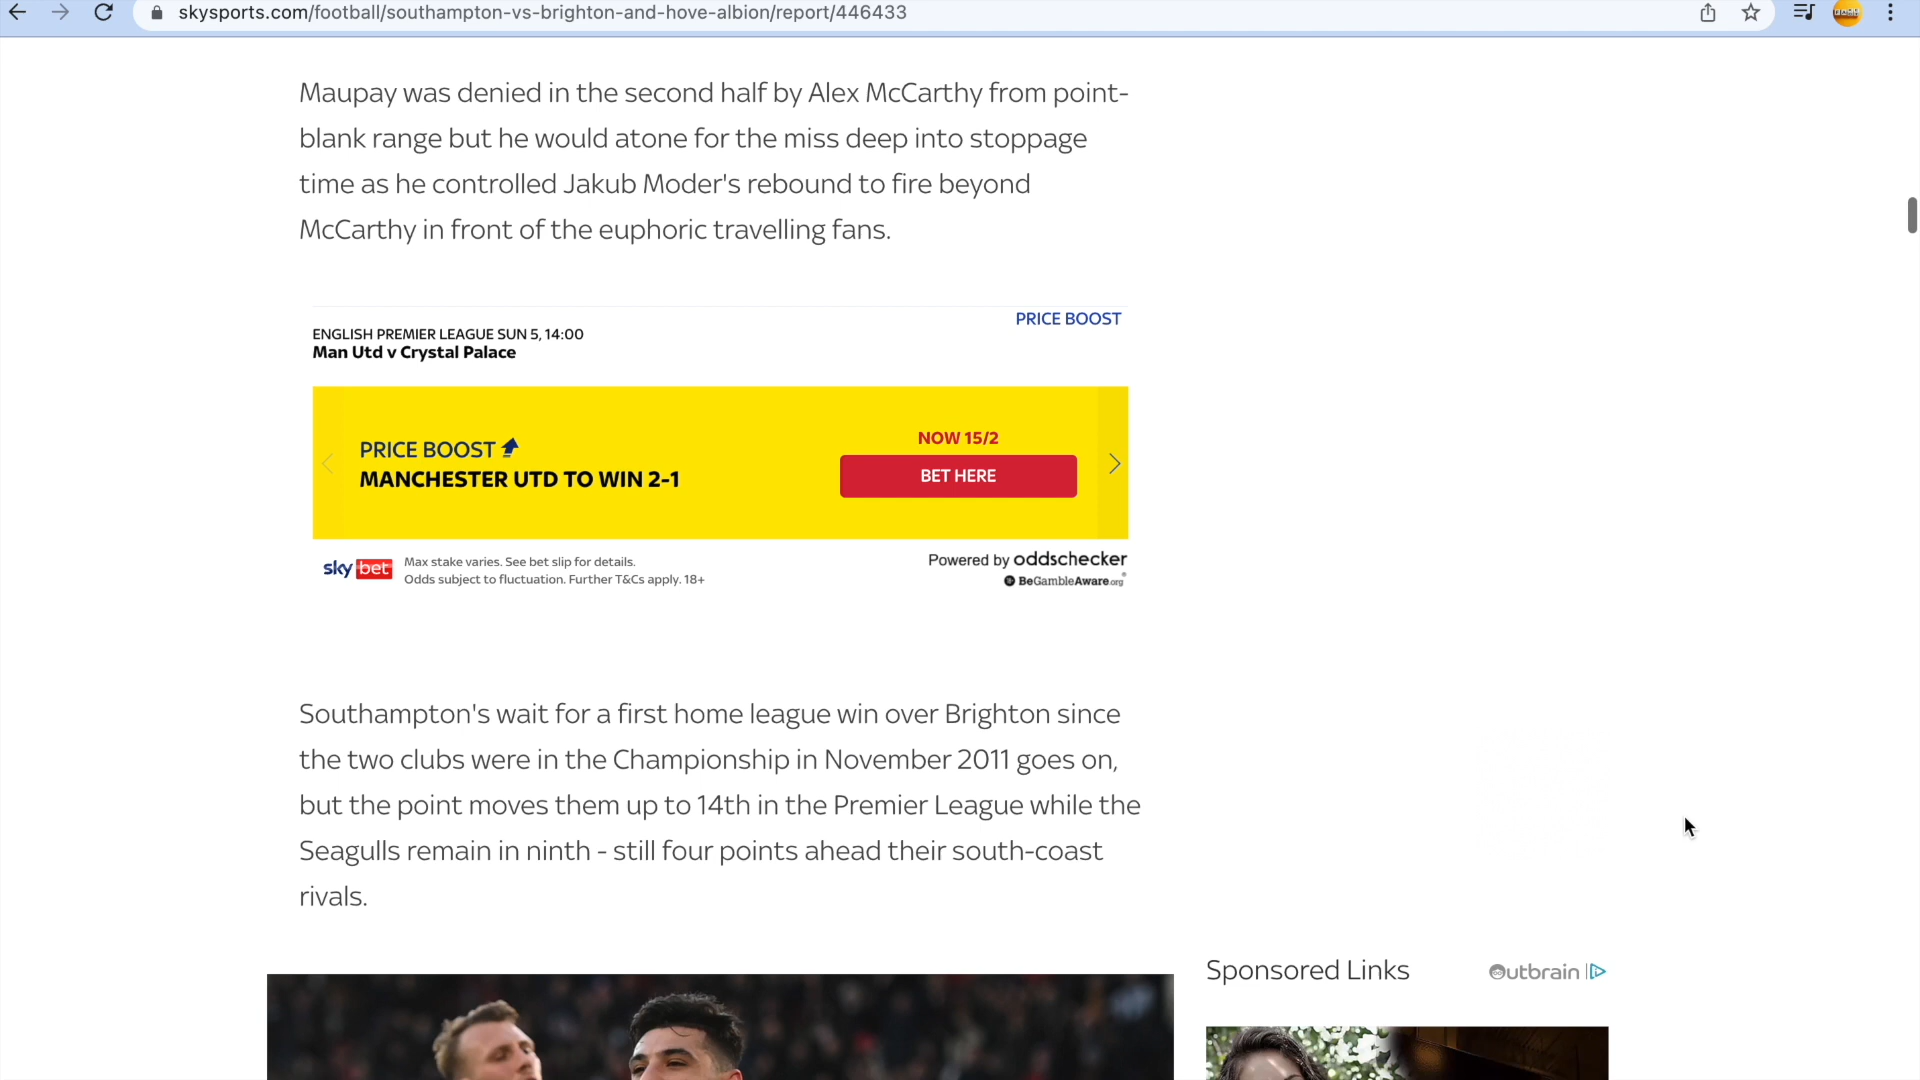 skysports.com/football/southampton-vs-brighton-and-hove-albion/report/446433
Maupay was denied in the second half by Alex McCarthy from point-
blank range but he would atone for the miss deep into stoppage
time as he controlled Jakub Moder's rebound to fire beyond
McCarthy in front of the euphoric travelling fans.
PRICE BOOST
ENGLISH PREMIER LEAGUE SUN 5, 14:00
Man Utd v Crystal Palace
PRICE BOOST
MANCHESTER UTD TO WIN 2-1
NOW 15/2
BET HERE
sky bet
Max stake varies. See bet slip for details.
Odds subject to fluctuation. Further T&Cs apply. 18+
Powered by oddschecker
BeGambleAware.org
Southampton's wait for a first home league win over Brighton since
the two clubs were in the Championship in November 2011 goes on,
but the point moves them up to 14th in the Premier League while the
Seagulls remain in ninth - still four points ahead their south-coast
rivals.
Sponsored Links
Outbrain